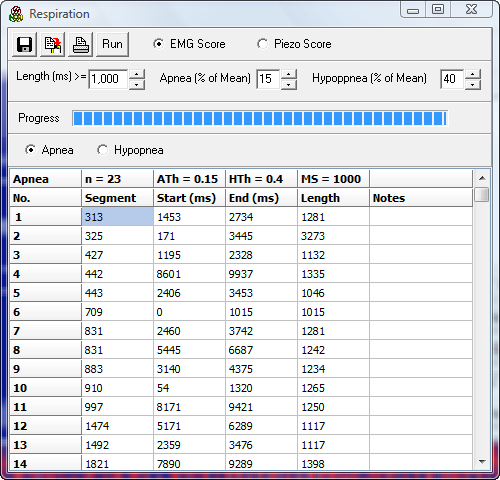 Respiration
Run EMG Score Piezo Score
Length (ms) >= 1,000 Apnea (% of Mean) 15 Hypoppnea (% of Mean) 40
Progress
Apnea Hypopnea
Apnea n = 23 ATh = 0.15 HTh = 0.4 MS = 1000
No. Segment Start (ms) End (ms) Length Notes
1 313 1453 2734 1281
2 325 171 3445 3273
3 427 1195 2328 1132
4 442 8601 9937 1335
5 443 2406 3453 1046
6 709 0 1015 1015
7 831 2460 3742 1281
8 831 5445 6687 1242
9 883 3140 4375 1234
10 910 54 1320 1265
11 997 8171 9421 1250
12 1474 5171 6289 1117
13 1492 2359 3476 1117
14 1821 7890 9289 1398